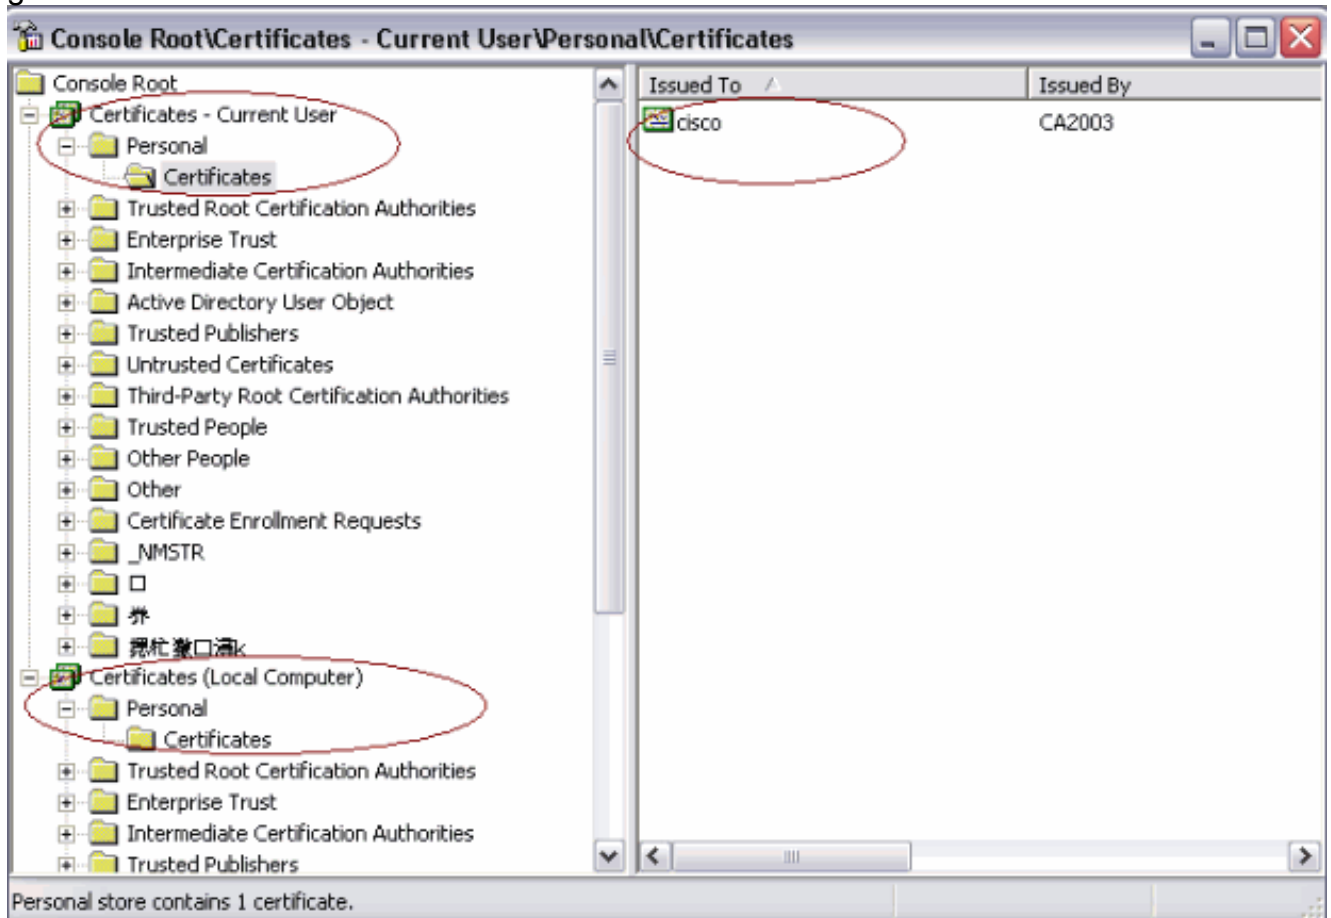 Console Root\Certificates - Current User\Personal\Certificates
Console Root
Certificates - Current User
Personal
Certificates
Trusted Root Certification Authorities
Enterprise Trust
Intermediate Certification Authorities
Active Directory User Object
Trusted Publishers
Untrusted Certificates
Third-Party Root Certification Authorities
Trusted People
Other People
Other
Certificate Enrollment Requests
_NMSTR
Certificates (Local Computer)
Personal
Certificates
Trusted Root Certification Authorities
Enterprise Trust
Intermediate Certification Authorities
Trusted Publishers
Issued To Issued By
cisco CA2003
Personal store contains 1 certificate.